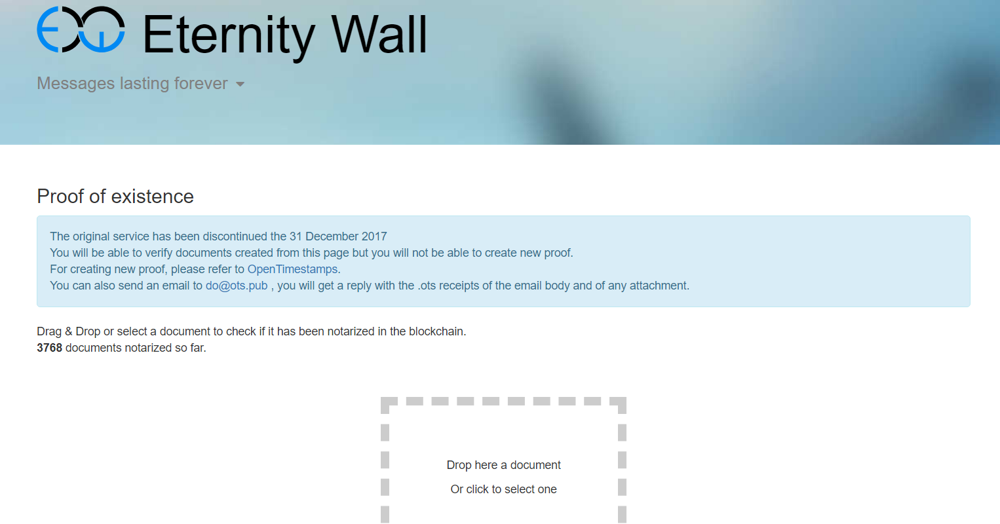 Eternity Wall
Messages lasting forever
Proof of existence
The original service has been discontinued the 31 December 2017
You will be able to verify documents created from this page but you will not be able to create new proof.
For creating new proof, please refer to OpenTimestamps.
You can also send an email to do@ots.pub , you will get a reply with the .ots receipts of the email body and of any attachment.
Drag & Drop or select a document to check if it has been notarized in the blockchain.
3768 documents notarized so far.
Drop here a document
Or click to select one